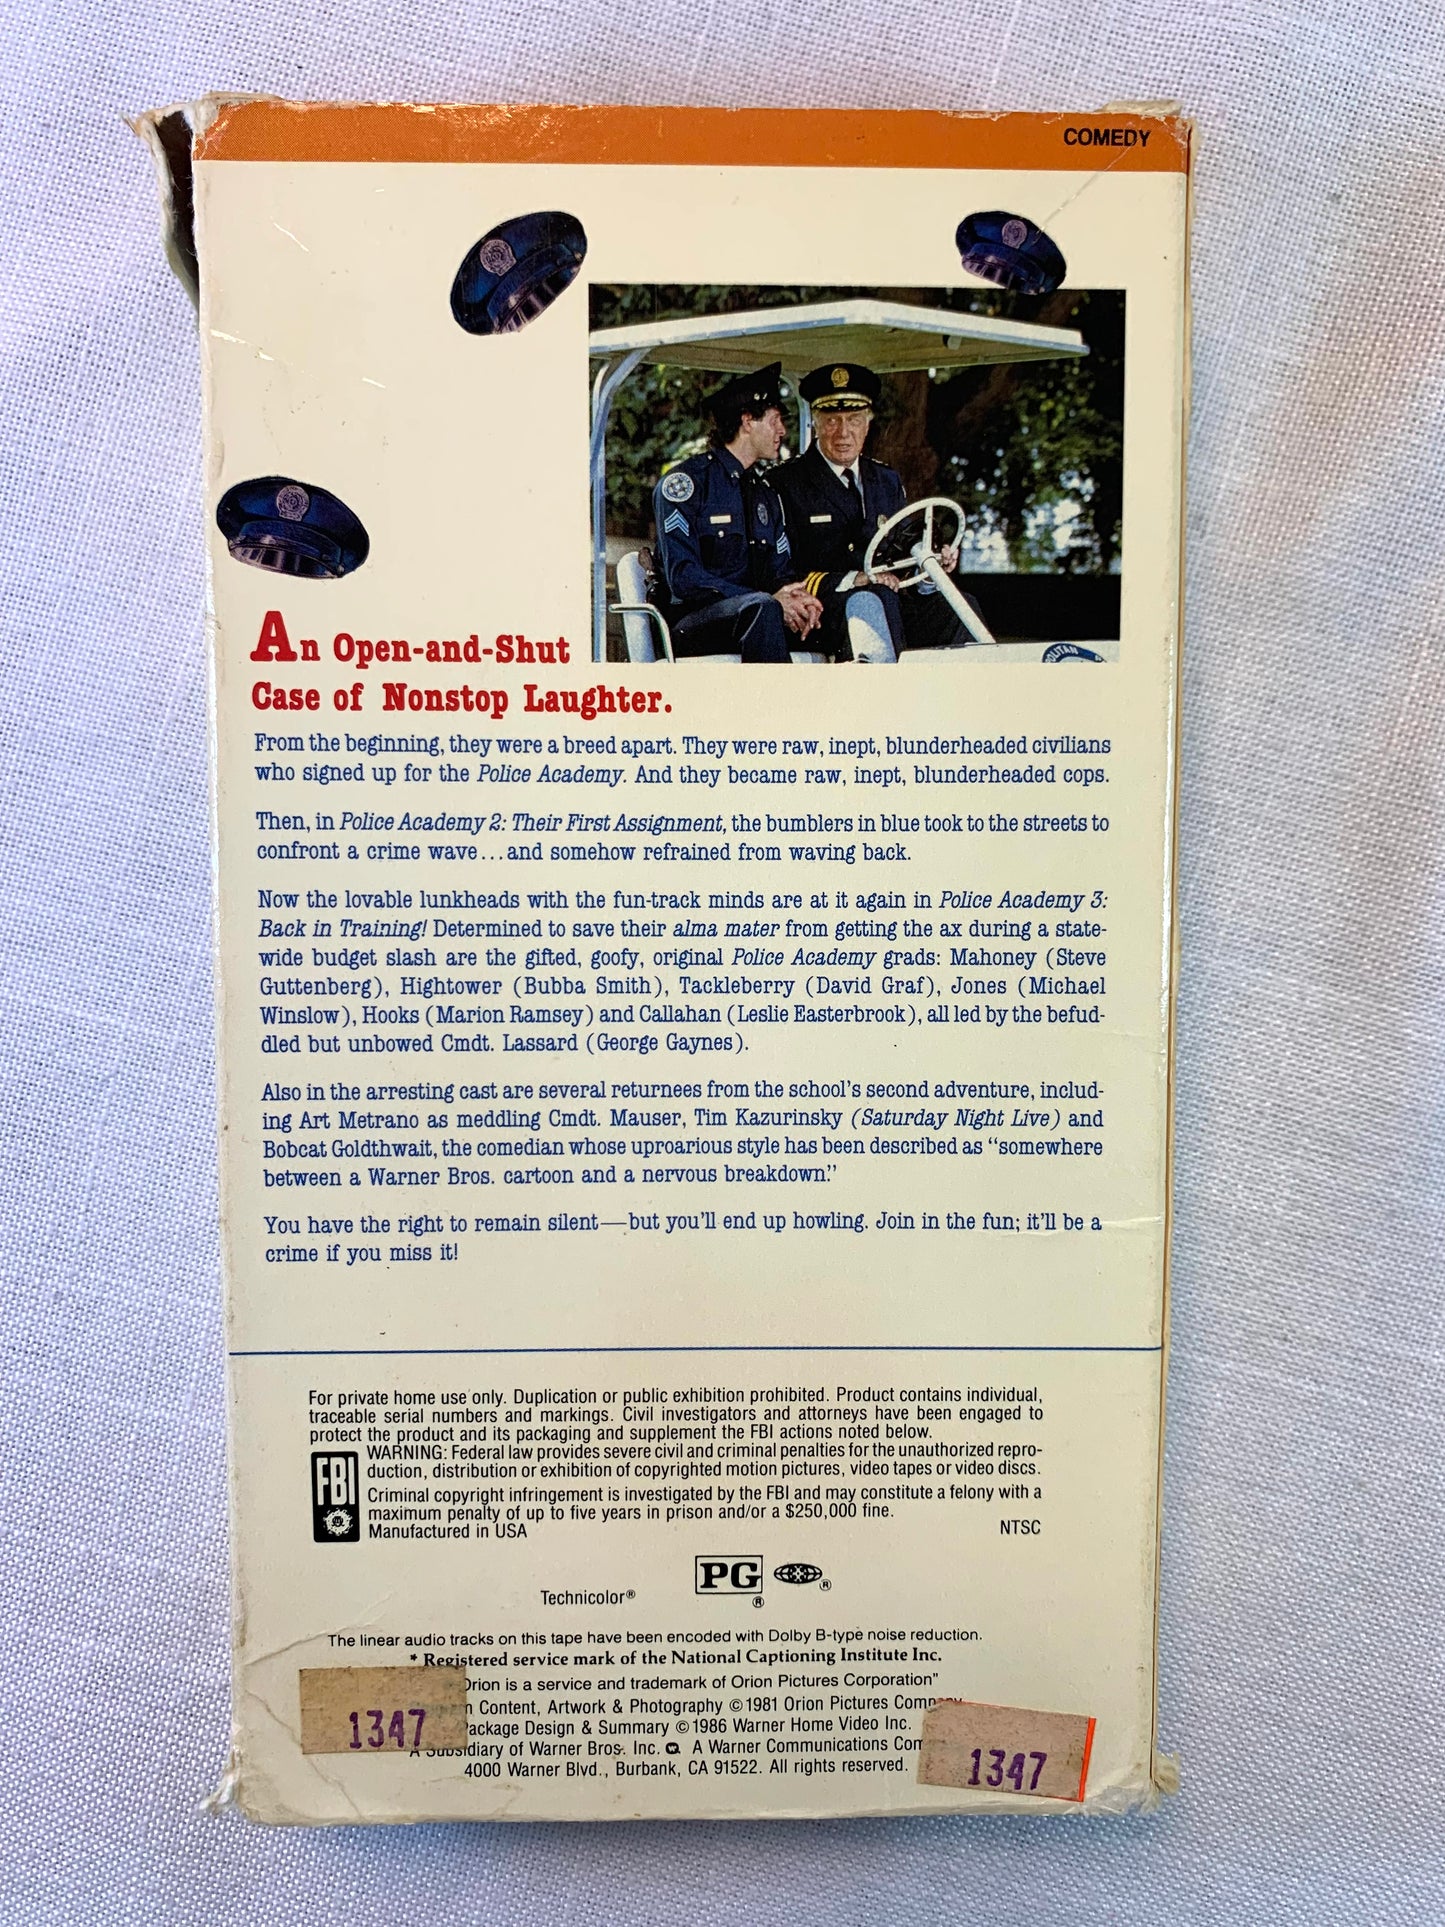 COMEDY
OLITAN
An Open-and-Shut
Case of Nonstop Laughter.
From the beginning, they were a breed apart. They were raw, inept, blunderheaded civilians
who signed up for the Police Academy. And they became raw, inept, blunderheaded cops.
Then, in Police Academy 2: Their First Assignment, the bumblers in blue took to the streets to
confront a crime wave...and somehow refrained from waving back.
Now the lovable lunkheads with the fun-track minds are at it again in Police Academy 3:
Back in Training! Determined to save their alma mater from getting the ax during a state-
wide budget slash are the gifted, goofy, original Police Academy grads: Mahoney (Steve
Guttenberg), Hightower (Bubba Smith), Tackleberry (David Graf), Jones (Michael
Winslow), Hooks (Marion Ramsey) and Callahan (Leslie Easterbrook), all led by the befud-
dled but unbowed Cmdt. Lassard (George Gaynes).
Also in the arresting cast are several returnees from the school's second adventure, includ-
ing Art Metrano as meddling Cmdt. Mauser, Tim Kazurinsky (Saturday Night Live) and
Bobcat Goldthwait, the comedian whose uproarious style has been described as "somewhere
between a Warner Bros. cartoon and a nervous breakdown."
You have the right to remain silent—but you'll end up howling. Join in the fun; it'll be a
crime if you miss it!
For private home use only. Duplication or public exhibition prohibited. Product contains individual,
traceable serial numbers and markings. Civil investigators and attorneys have been engaged to
protect the product and its packaging and supplement the FBI actions noted below.
FBI
WARNING: Federal law provides severe civil and criminal penalties for the unauthorized repro-
duction, distribution or exhibition of copyrighted motion pictures, video tapes or video discs.
Criminal copyright infringement is investigated by the FBI and may constitute a felony with a
maximum penalty of up to five years in prison and/or a $250,000 fine.
Manufactured in USA NTSC
Technicolor® PG ® ®
The linear audio tracks on this tape have been encoded with Dolby B-type noise reduction.
* Registered service mark of the National Captioning Institute Inc.
Orion is a service and trademark of Orion Pictures Corporation"
Content, Artwork & Photography ©1981 Orion Pictures Company
Package Design & Summary ©1986 Warner Home Video Inc.
A Subsidiary of Warner Bros. Inc. A Warner Communications Com
4000 Warner Blvd., Burbank, CA 91522. All rights reserved.
1347
1347